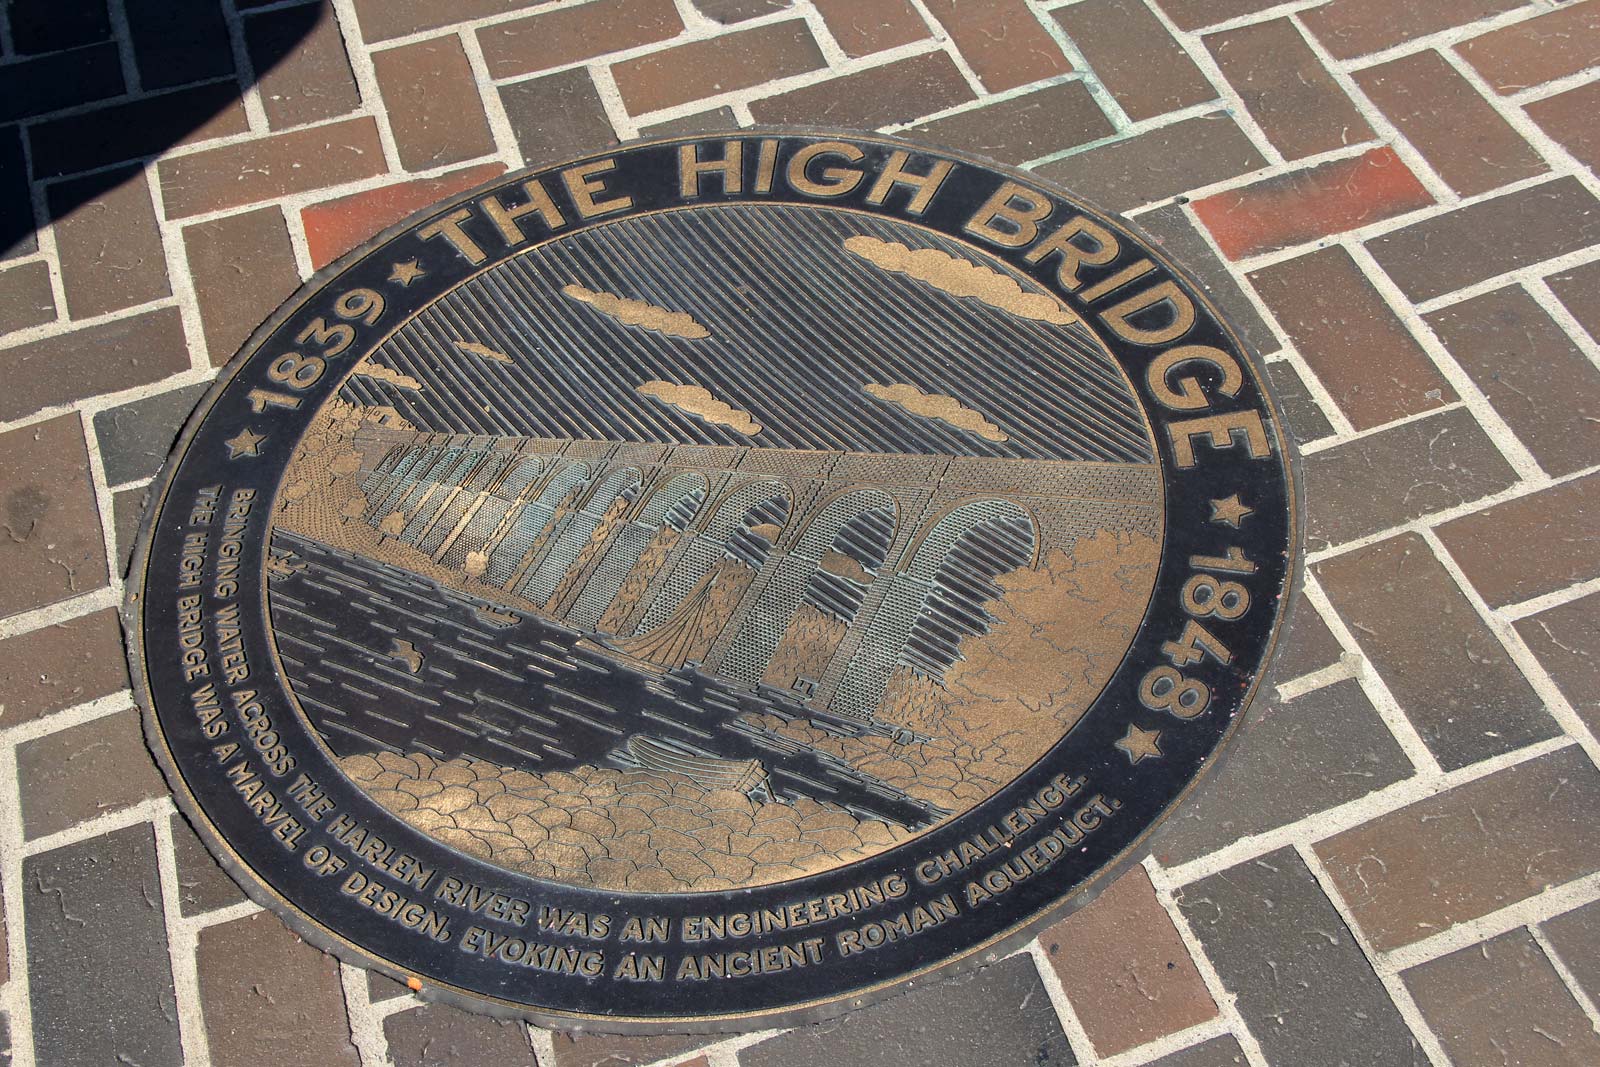 1839 THE HIGH BRIDGE 1848
BRINGING WATER ACROSS THE HARLEM RIVER WAS AN ENGINEERING CHALLENGE.
THE HIGH BRIDGE WAS A MARVEL OF DESIGN, EVOKING AN ANCIENT ROMAN AQUEDUCT.